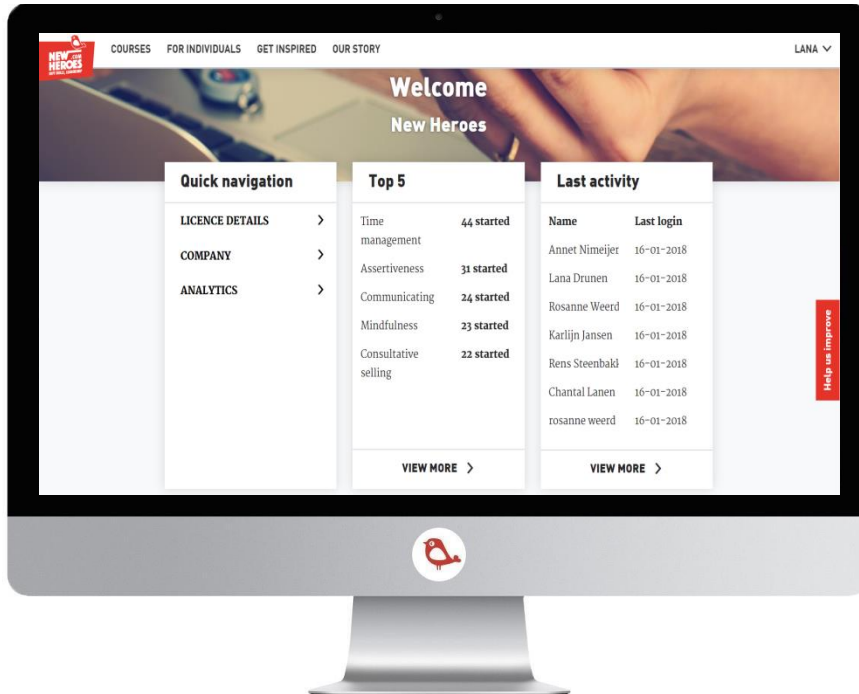 NEW .COM
HEROES
COURSES FOR INDIVIDUALS GET INSPIRED OUR STORY
LANA
Welcome
New Heroes
Quick navigation
LICENCE DETAILS
COMPANY
ANALYTICS
Top 5
Time management 44 started
Assertiveness 31 started
Communicating 24 started
Mindfulness 23 started
Consultative selling 22 started
VIEW MORE
Last activity
Name Last login
Annet Nimeijer 16-01-2018
Lana Drunen 16-01-2018
Rosanne Weerd 16-01-2018
Karlijn Jansen 16-01-2018
Rens Steenbakk 16-01-2018
Chantal Lanen 16-01-2018
rosanne weerd 16-01-2018
VIEW MORE
Help us improve